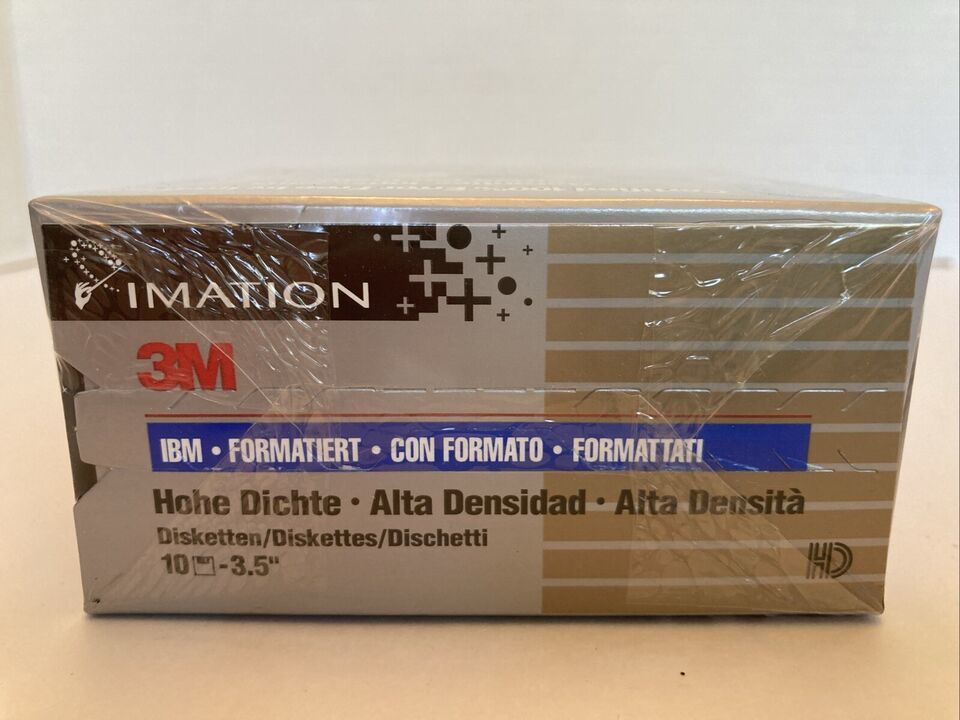 IMATION
3M
IBM • FORMATIERT • CON FORMATO • FORMATTATI
Hohe Dichte • Alta Densidad • Alta Densità
Disketten/Diskettes/Dischetti
10 -3.5"
HD